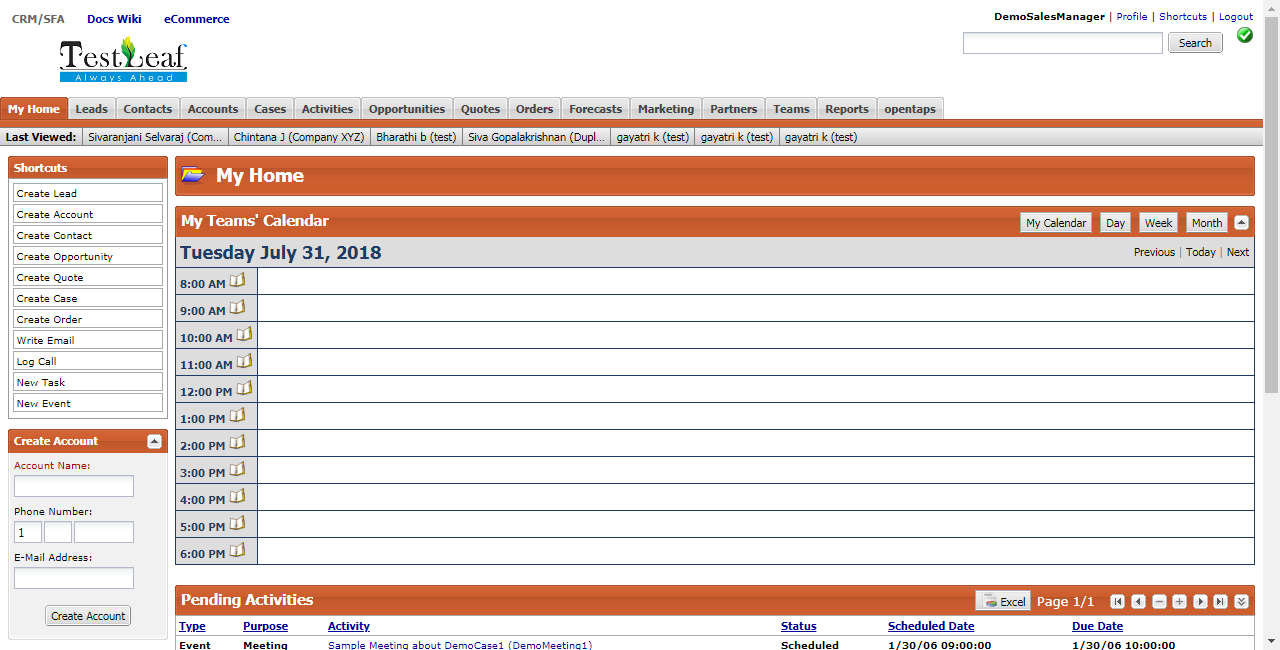 CRM/SFA Docs Wiki eCommerce
DemoSalesManager | Profile | Shortcuts | Logout
Search
TestLeaf
Always Ahead
My Home Leads Contacts Accounts Cases Activities Opportunities Quotes Orders Forecasts Marketing Partners Teams Reports opentaps
Last Viewed: Sivaranjani Selvaraj (Com... Chintana J (Company XYZ) Bharathi b (test) Siva Gopalakrishnan (Dupl... gayatri k (test) gayatri k (test) gayatri k (test)
Shortcuts
Create Lead
Create Account
Create Contact
Create Opportunity
Create Quote
Create Case
Create Order
Write Email
Log Call
New Task
New Event
Create Account
Account Name:
Phone Number:
1
E-Mail Address:
Create Account
My Home
My Teams' Calendar My Calendar Day Week Month
Tuesday July 31, 2018 Previous | Today | Next
8:00 AM
9:00 AM
10:00 AM
11:00 AM
12:00 PM
1:00 PM
2:00 PM
3:00 PM
4:00 PM
5:00 PM
6:00 PM
Pending Activities Excel Page 1/1
Type Purpose Activity Status Scheduled Date Due Date
Event Meeting Sample Meeting about DemoCase1 (DemoMeeting1) Scheduled 1/30/06 09:00:00 1/30/06 10:00:00